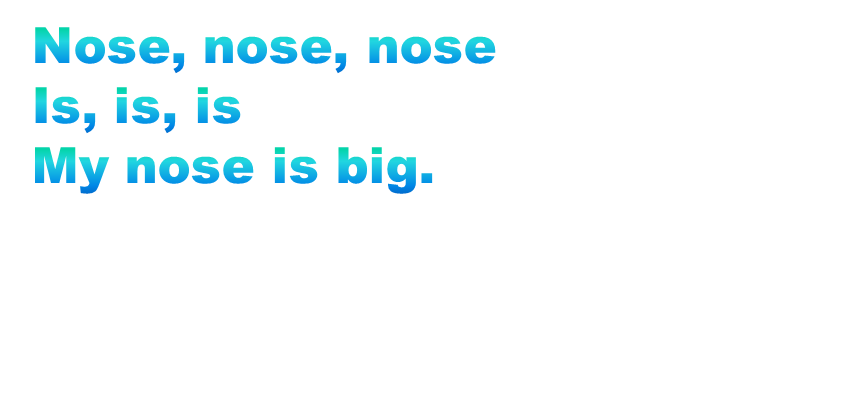 Nose, nose, nose
Is, is, is
My nose is big.